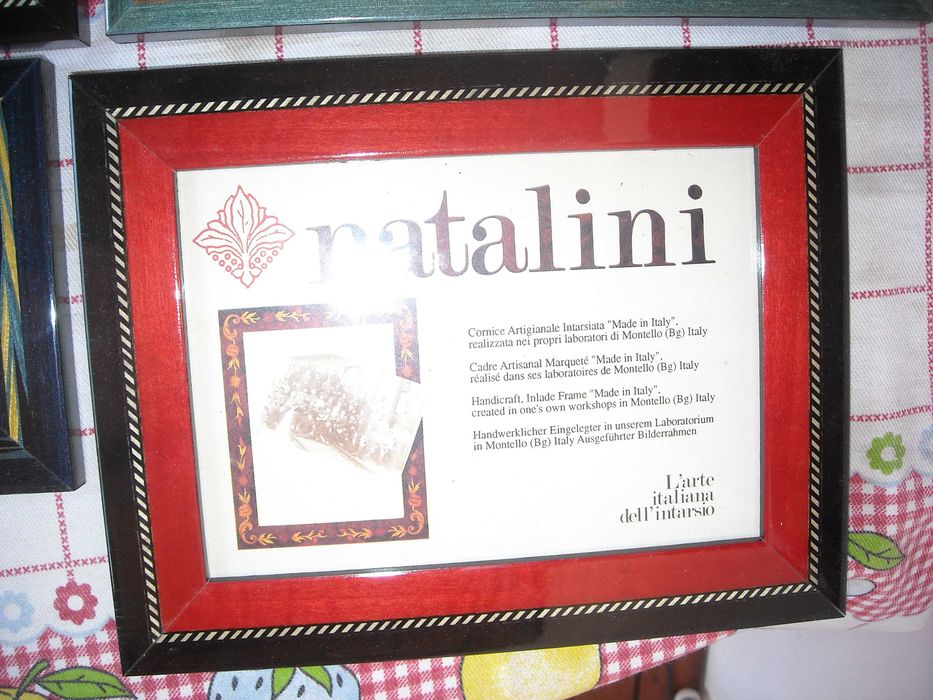 natalini
Cornice Artigianale Intarsiata "Made in Italy",
realizzata nei propri laboratori di Montello (Bg) Italy
Cadre Artisanal Marqueté "Made in Italy",
réalisé dans ses laboratoires de Montello (Bg) Italy
Handicraft, Inlade Frame "Made in Italy",
created in one's own workshops in Montello (Bg) Italy
Handwerklicher Eingelegter in unserem Laboratorium
in Montello (Bg) Italy Ausgeführter Bilderrahmen
L'arte
italiana
dell'intarsio